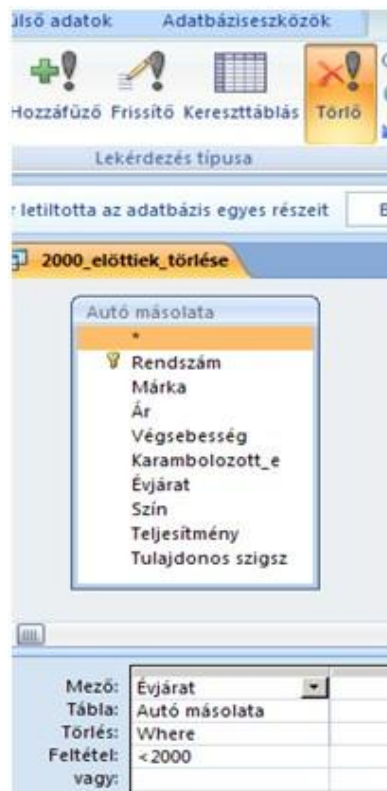 ülső adatok Adatbáziseszközök
Hozzáfűző Frissítő Kereszttáblás Törlő
Lekérdezés típusa
letiltotta az adatbázis egyes részeit
2000_előttiek_törlése
Autó másolata
*
Rendszám
Márka
Ár
Végsebesség
Karambolozott_e
Évjárat
Szín
Teljesítmény
Tulajdonos szigsz
Mező: Évjárat
Tábla: Autó másolata
Törlés: Where
Feltétel: <2000
vagy: